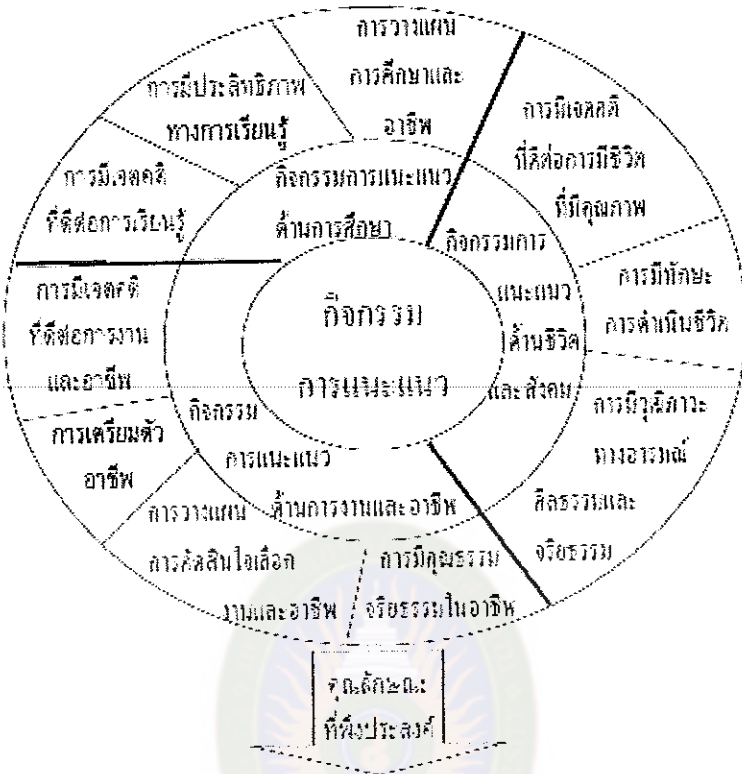 การวางแผน
การศึกษาและ
อาชีพ
การมีประสิทธิภาพ
ทางการเรียนรู้
การมีเจตคติ
ที่ดีต่อการเรียนรู้
กิจกรรมการแนะแนว
ด้านการศึกษา
การมีเจตคติ
ที่ดีต่อการมีชีวิต
ที่มีคุณภาพ
การมีทักษะ
การดำเนินชีวิต
การมีวุฒิภาวะ
ทางอารมณ์
ศีลธรรมและ
จริยธรรม
กิจกรรมการ
แนะแนว
ด้านชีวิต
และสังคม
กิจกรรม
การแนะแนว
การมีเจตคติ
ที่ดีต่อการงาน
และอาชีพ
การเตรียมตัว
อาชีพ
กิจกรรม
การแนะแนว
ด้านการงานและอาชีพ
การวางแผน
การตัดสินใจเลือก
งานและอาชีพ
การมีคุณธรรม
จริยธรรมในอาชีพ
คุณลักษณะ
ที่พึงประสงค์